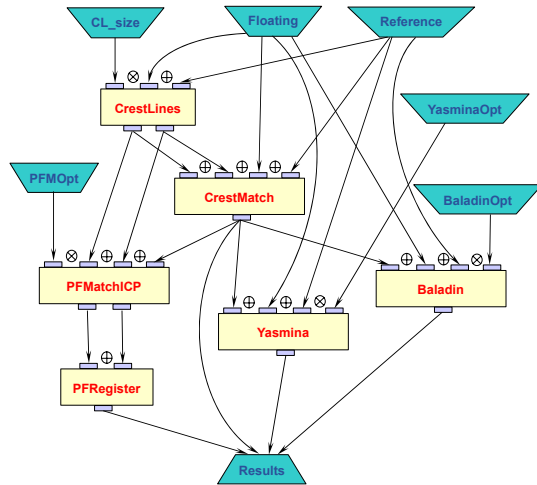 CL_size
Floating
Reference
CrestLines
YasminaOpt
PFMOpt
CrestMatch
BaladinOpt
PFMatchICP
Baladin
Yasmina
PFRegister
Results